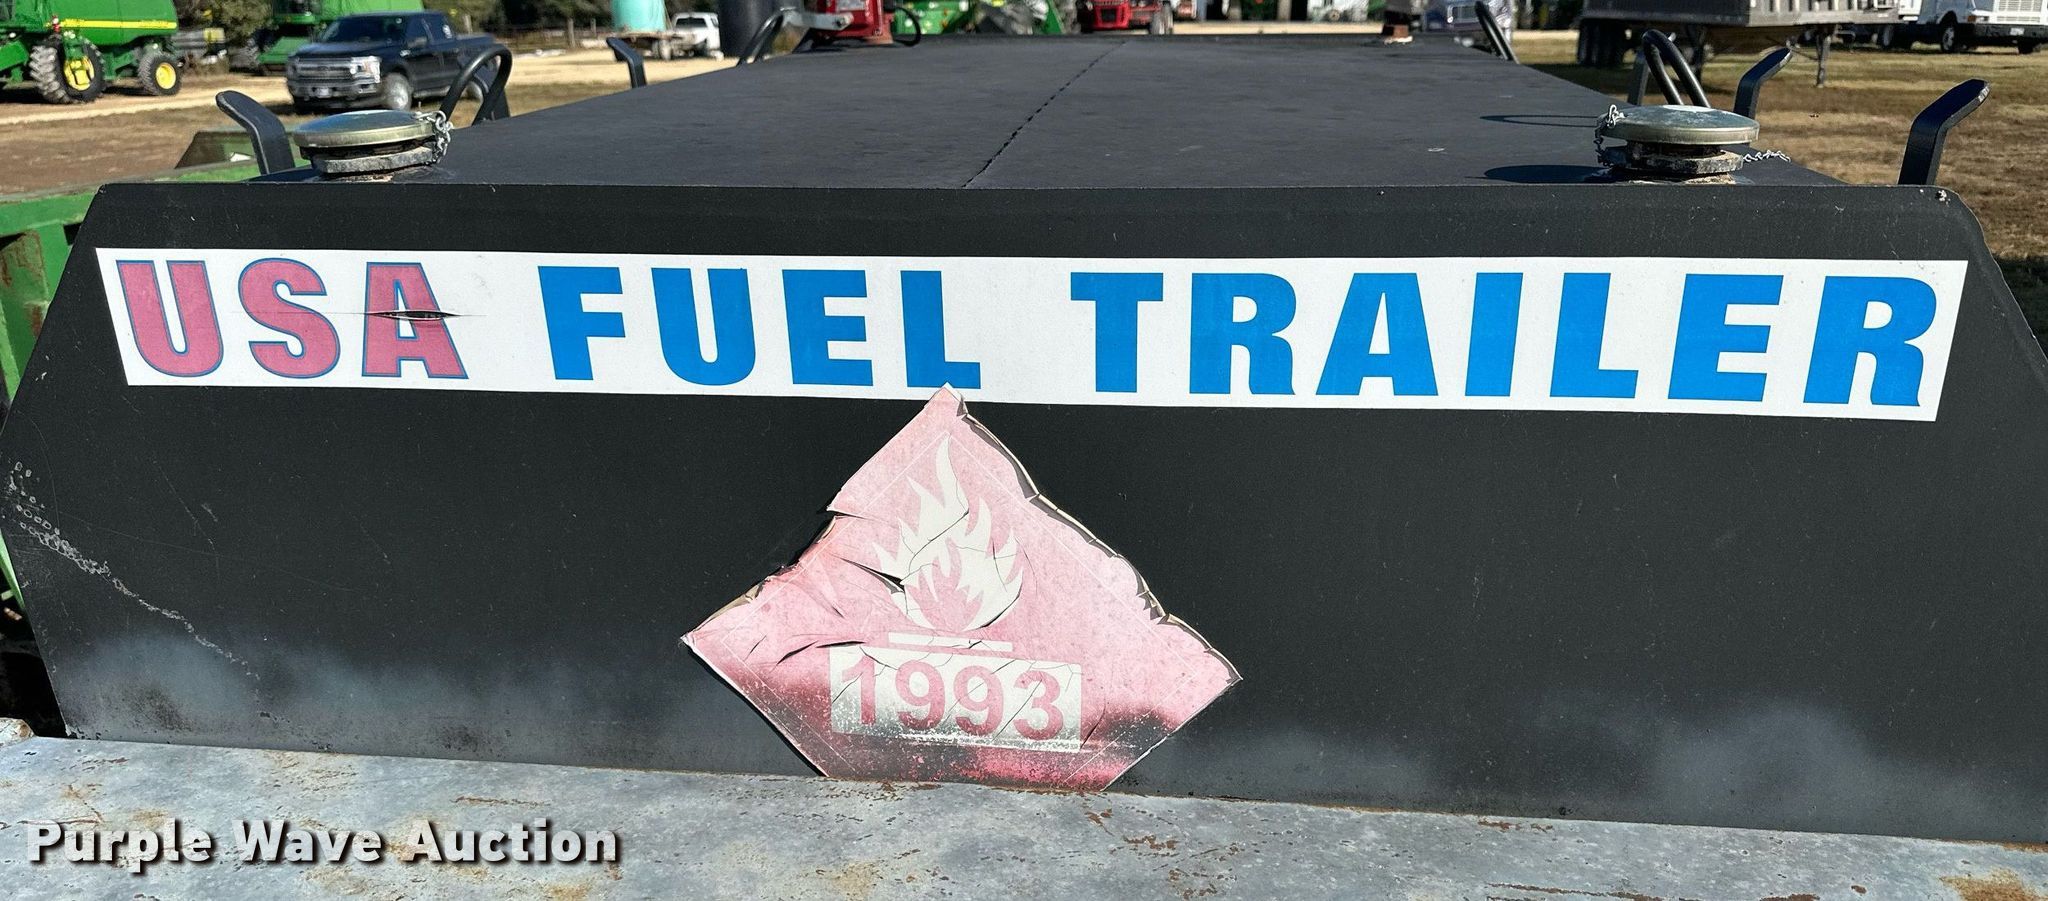 USA FUEL TRAILER
1993
Purple Wave Auction